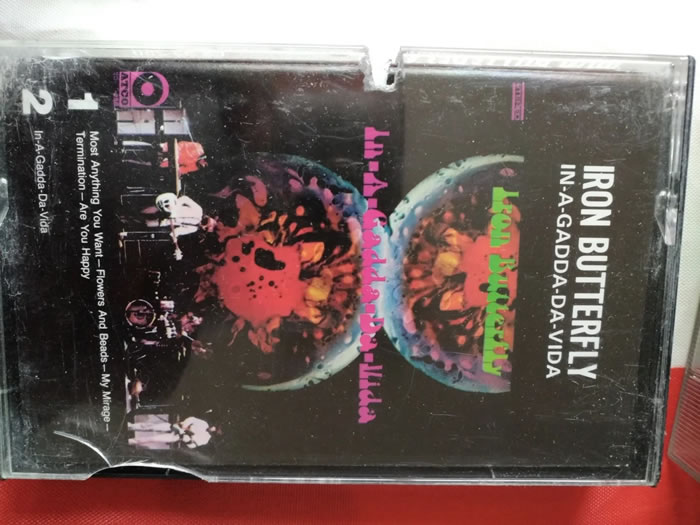 IRON BUTTERFLY
IN-A-GADDA-DA-VIDA
Iron Butterfly
In-A-Gadda-Da-Vida
ATCO
1
Most Anything You Want—Flowers And Beads—My Mirage—
Termination—Are You Happy
2
In-A-Gadda-Da-Vida